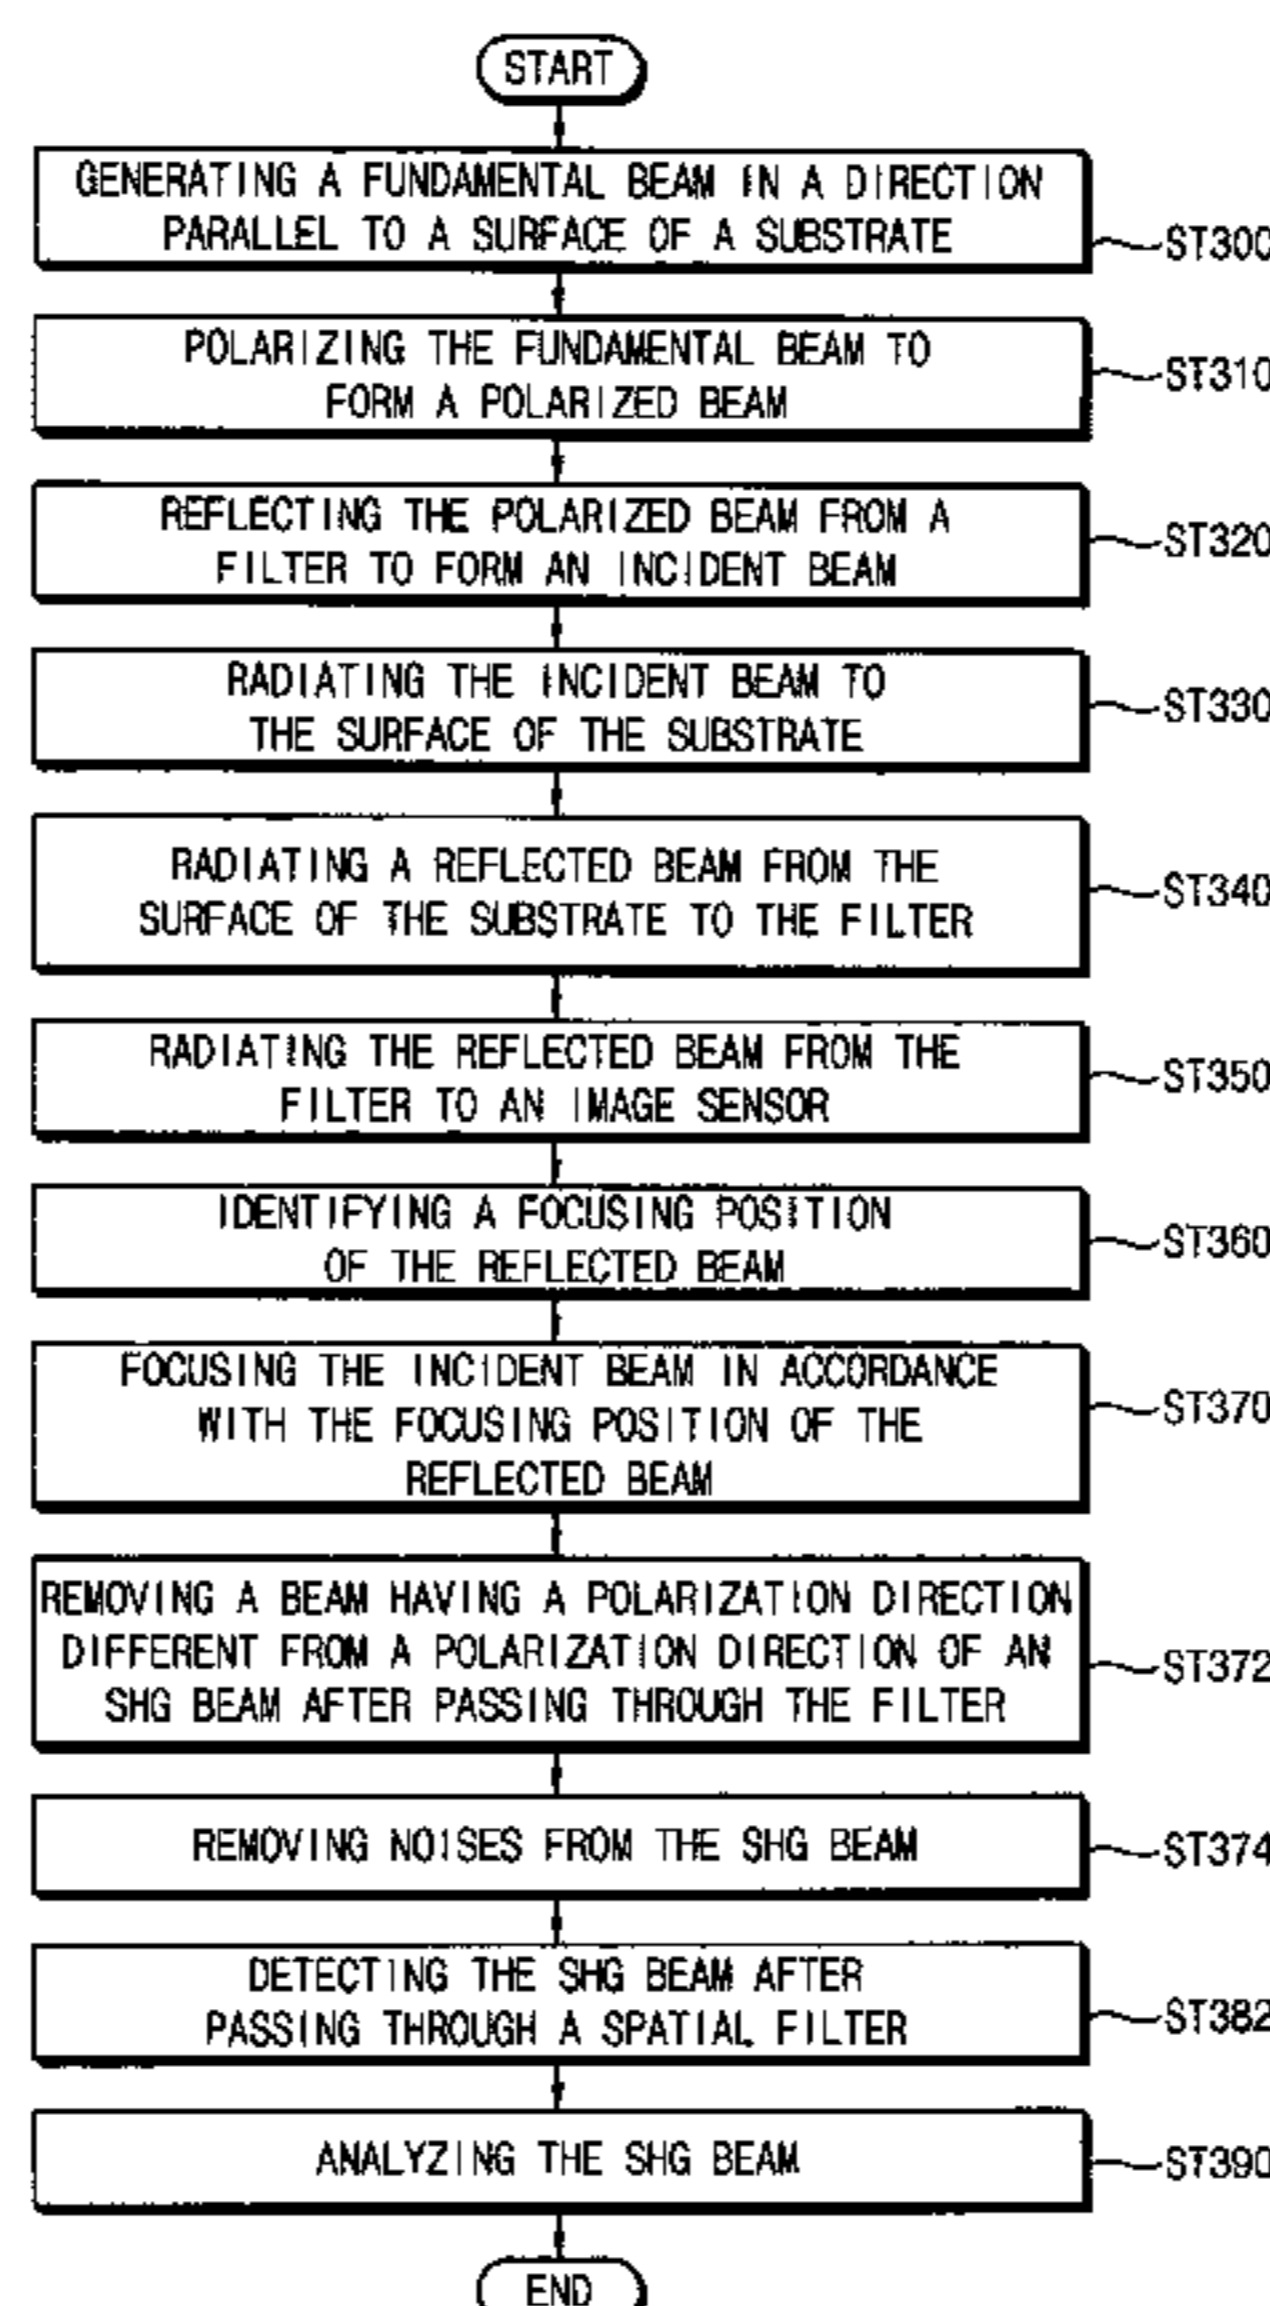 START
GENERATING A FUNDAMENTAL BEAM IN A DIRECTION
PARALLEL TO A SURFACE OF A SUBSTRATE
ST300
POLARIZING THE FUNDAMENTAL BEAM TO
FORM A POLARIZED BEAM
ST310
REFLECTING THE POLARIZED BEAM FROM A
FILTER TO FORM AN INCIDENT BEAM
ST320
RADIATING THE INCIDENT BEAM TO
THE SURFACE OF THE SUBSTRATE
ST330
RADIATING A REFLECTED BEAM FROM THE
SURFACE OF THE SUBSTRATE TO THE FILTER
ST340
RADIATING THE REFLECTED BEAM FROM THE
FILTER TO AN IMAGE SENSOR
ST350
IDENTIFYING A FOCUSING POSITION
OF THE REFLECTED BEAM
ST360
FOCUSING THE INCIDENT BEAM IN ACCORDANCE
WITH THE FOCUSING POSITION OF THE
REFLECTED BEAM
ST370
REMOVING A BEAM HAVING A POLARIZATION DIRECTION
DIFFERENT FROM A POLARIZATION DIRECTION OF AN
SHG BEAM AFTER PASSING THROUGH THE FILTER
ST372
REMOVING NOISES FROM THE SHG BEAM
ST374
DETECTING THE SHG BEAM AFTER
PASSING THROUGH A SPATIAL FILTER
ST382
ANALYZING THE SHG BEAM
ST390
END